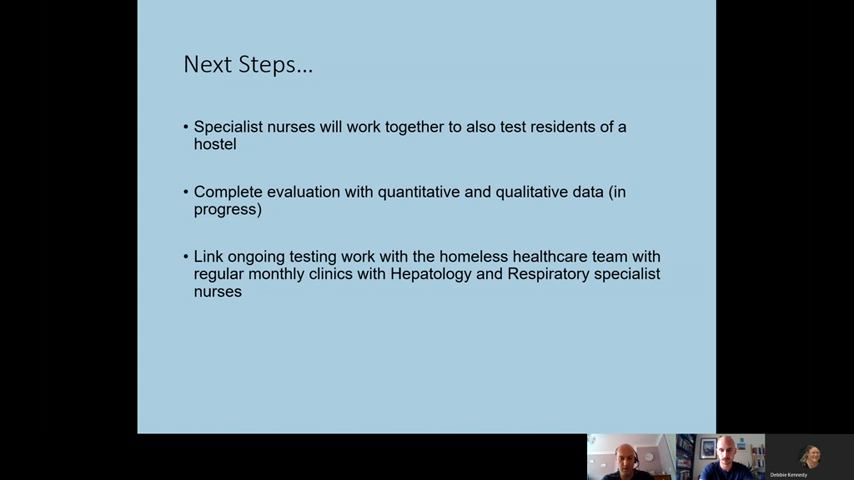 Next Steps...
• Specialist nurses will work together to also test residents of a
hostel
• Complete evaluation with quantitative and qualitative data (in
progress)
• Link ongoing testing work with the homeless healthcare team with
regular monthly clinics with Hepatology and Respiratory specialist
nurses
Debbie Kennedy